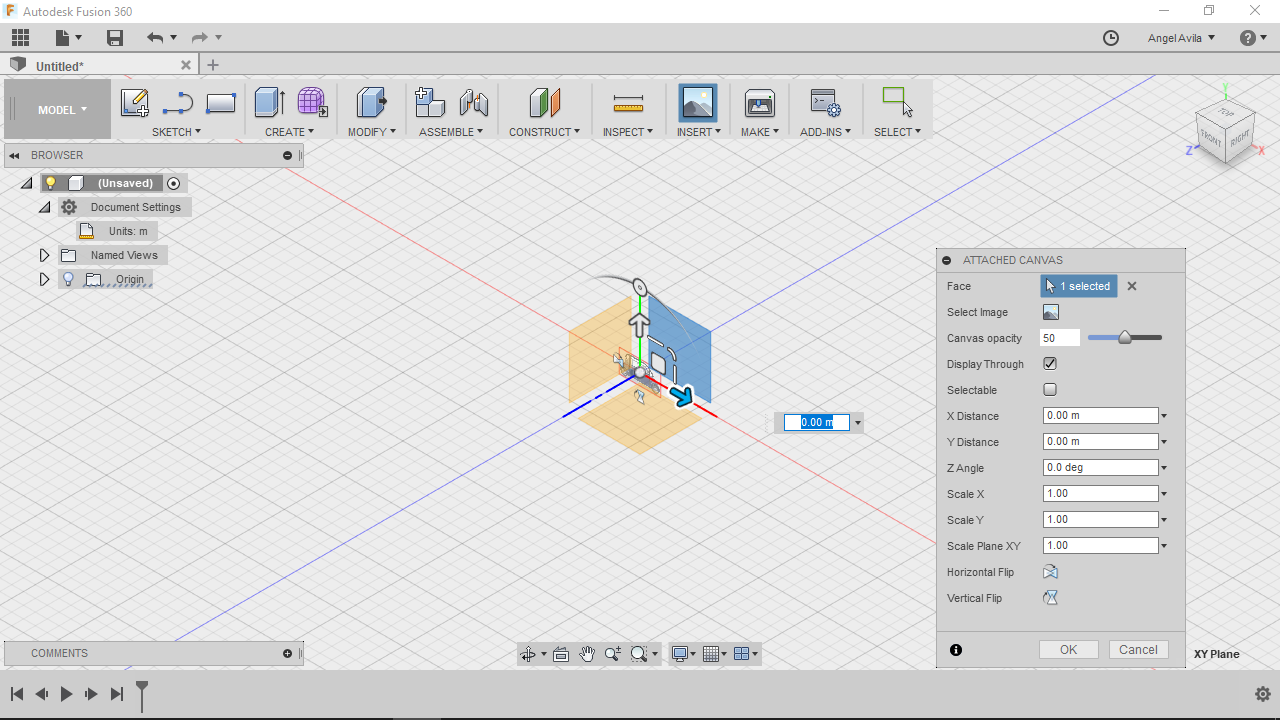 Autodesk Fusion 360
Angel Avila
Untitled*
MODEL
SKETCH
CREATE
MODIFY
ASSEMBLE
CONSTRUCT
INSPECT
INSERT
MAKE
ADD-INS
SELECT
BROWSER
(Unsaved)
Document Settings
Units: m
Named Views
Origin
Y
TOP
FRONT
RIGHT
Z
X
0.00 m
ATTACHED CANVAS
Face 1 selected
Select Image
Canvas opacity 50
Display Through
Selectable
X Distance 0.00 m
Y Distance 0.00 m
Z Angle 0.0 deg
Scale X 1.00
Scale Y 1.00
Scale Plane XY 1.00
Horizontal Flip
Vertical Flip
OK Cancel
COMMENTS
XY Plane